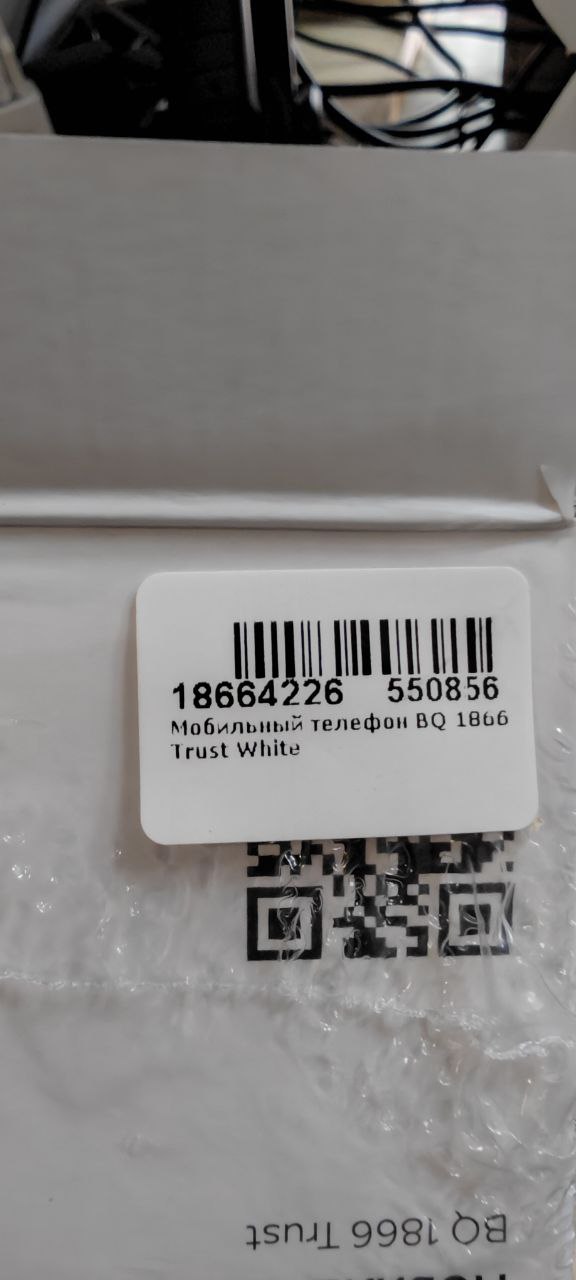 18664226 550856
Мобильный телефон BQ 1866
Trust White
BQ 1866 Trust